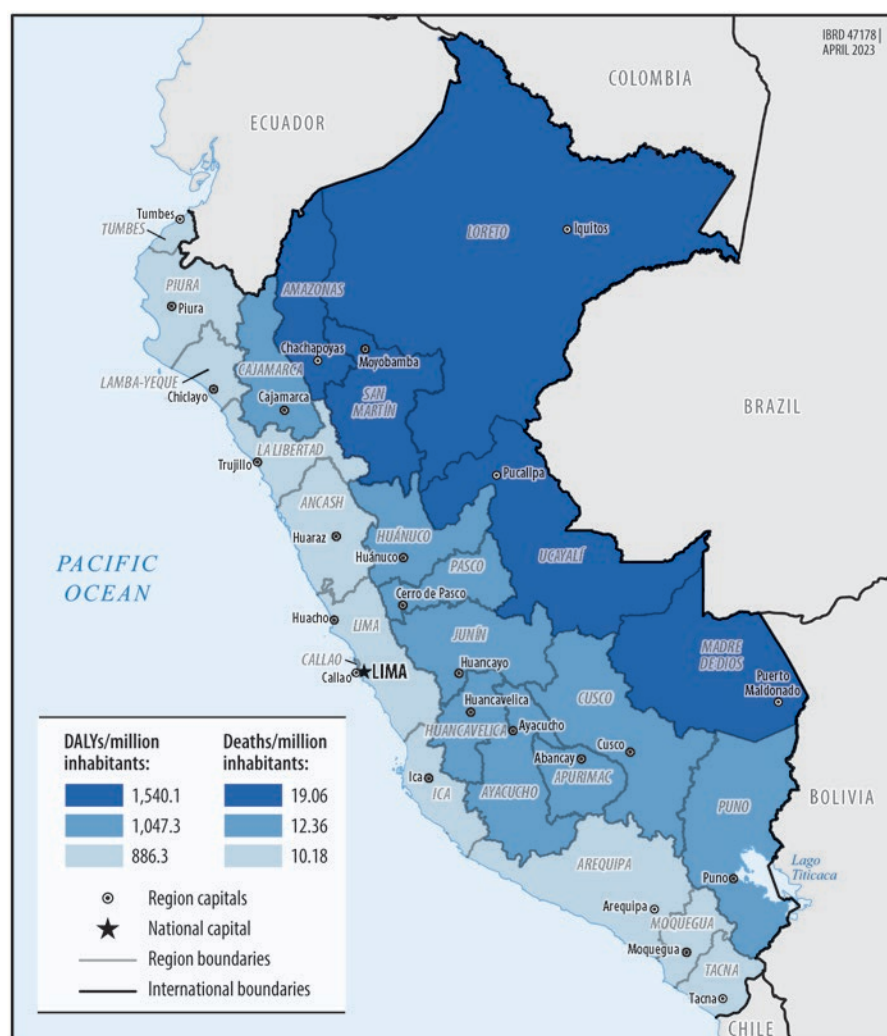 IBRD 47178 |
APRIL 2023
COLOMBIA
ECUADOR
Tumbes
TUMBES
LORETO
Iquitos
PIURA
Piura
AMAZONAS
Chachapoyas
Moyobamba
LAMBA-YEQUE
CAJAMARCA
Chiclayo
Cajamarca
SAN
MARTÍN
BRAZIL
LA LIBERTAD
Trujillo
Pucallpa
ANCASH
Huaraz
HUÁNUCO
Huánuco
PASCO
UCAYALÍ
PACIFIC
OCEAN
Cerro de Pasco
Huacho
LIMA
JUNÍN
MADRE
DE DIOS
CALLAO
Callao
LIMA
Huancayo
Puerto
Maldonado
CUSCO
Huancavelica
HUANCAVELICA
Ayacucho
Cusco
Abancay
APURIMAC
Ica
ICA
AYACUCHO
PUNO
BOLIVIA
AREQUIPA
Lago
Titicaca
Puno
Arequipa
MOQUEGUA
Moquegua
TACNA
Tacna
CHILE
DALYs/million
inhabitants:
Deaths/million
inhabitants:
1,540.1 19.06
1,047.3 12.36
886.3 10.18
Region capitals
National capital
Region boundaries
International boundaries